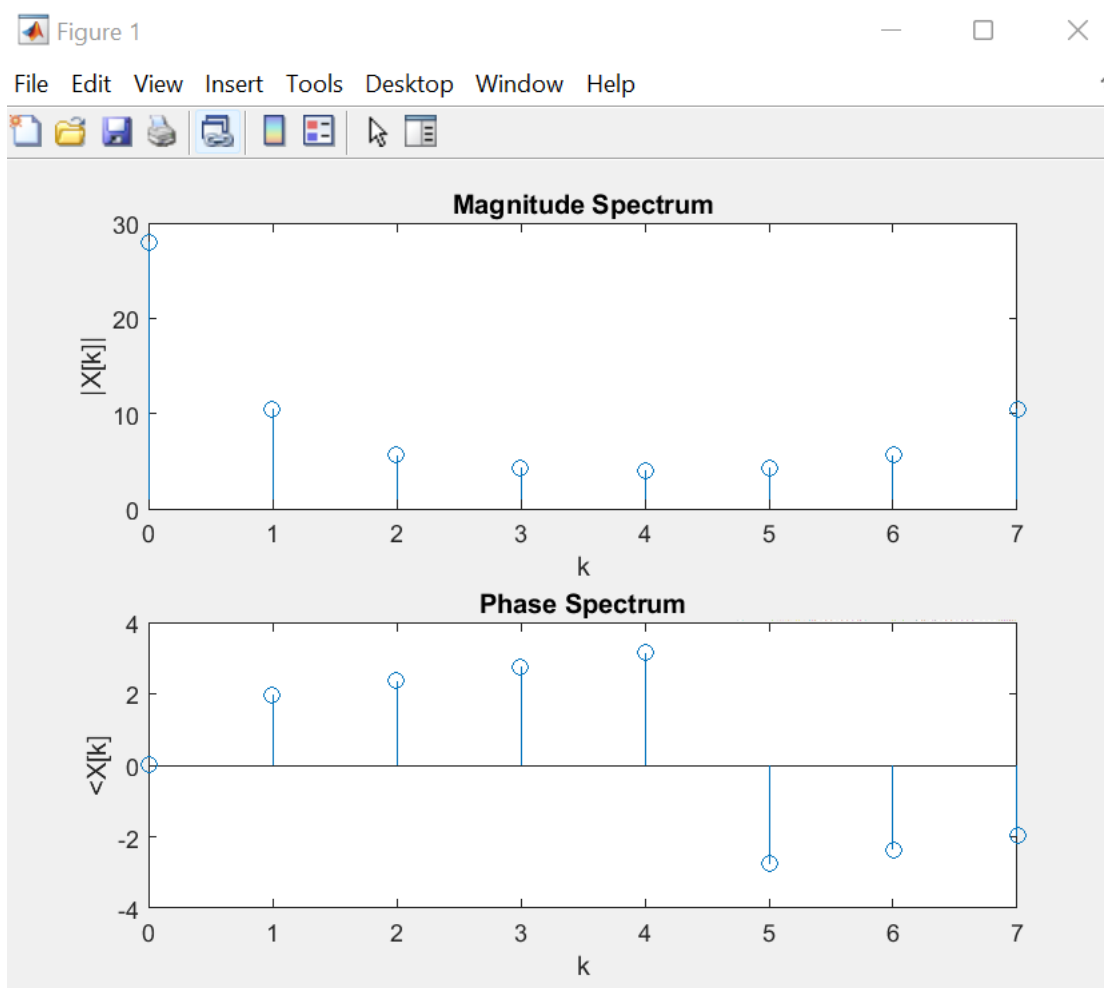 Figure 1
File Edit View Insert Tools Desktop Window Help
Magnitude Spectrum
30
20
10
0
|X[k]|
0 1 2 3 4 5 6 7
k
Phase Spectrum
4
2
0
-2
-4
<X[k]
0 1 2 3 4 5 6 7
k